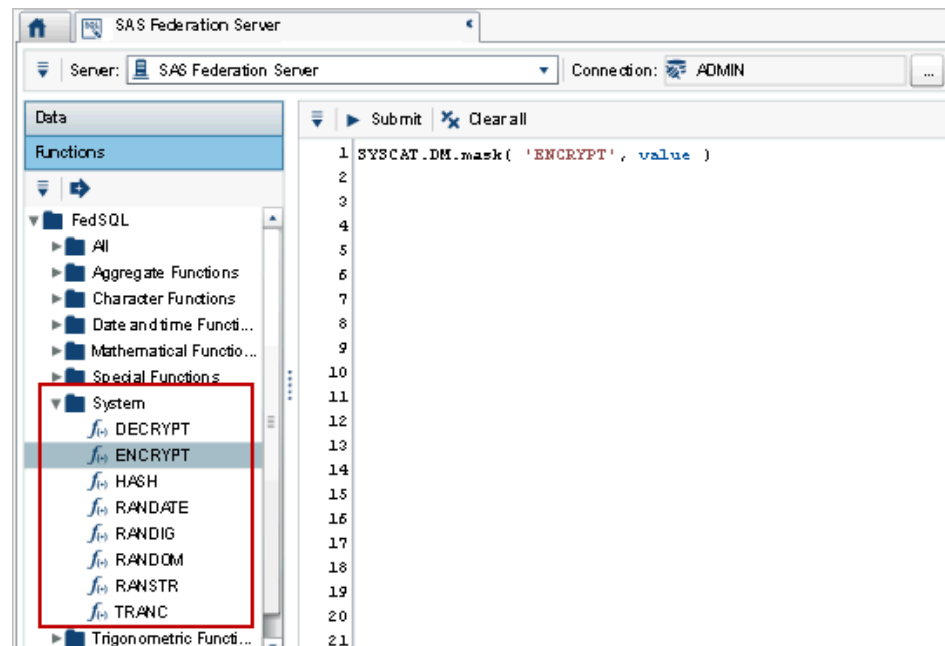 SQL SAS Federation Server
Server: SAS Federation Server Connection: ADMIN ...
Data
Functions
Submit Clear all
FedSQL
All
Aggregate Functions
Character Functions
Date and time Functi...
Mathematical Functio...
Special Functions
System
f(*) DECRYPT
f(*) ENCRYPT
f(*) HASH
f(*) RANDATE
f(*) RANDIG
f(*) RANDOM
f(*) RANSTR
f(*) TRANC
Trigonometric Functi...
1 SYSCAT.DM.mask( 'ENCRYPT', value )
2
3
4
5
6
7
8
9
10
11
12
13
14
15
16
17
18
19
20
21